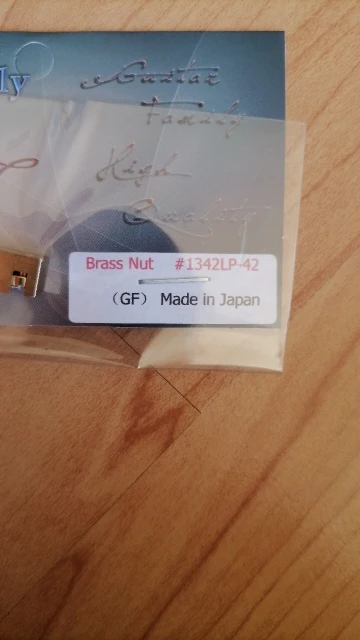 ly
Guitar
Family
High
Quality
Brass Nut #1342LP-42
(GF) Made in Japan